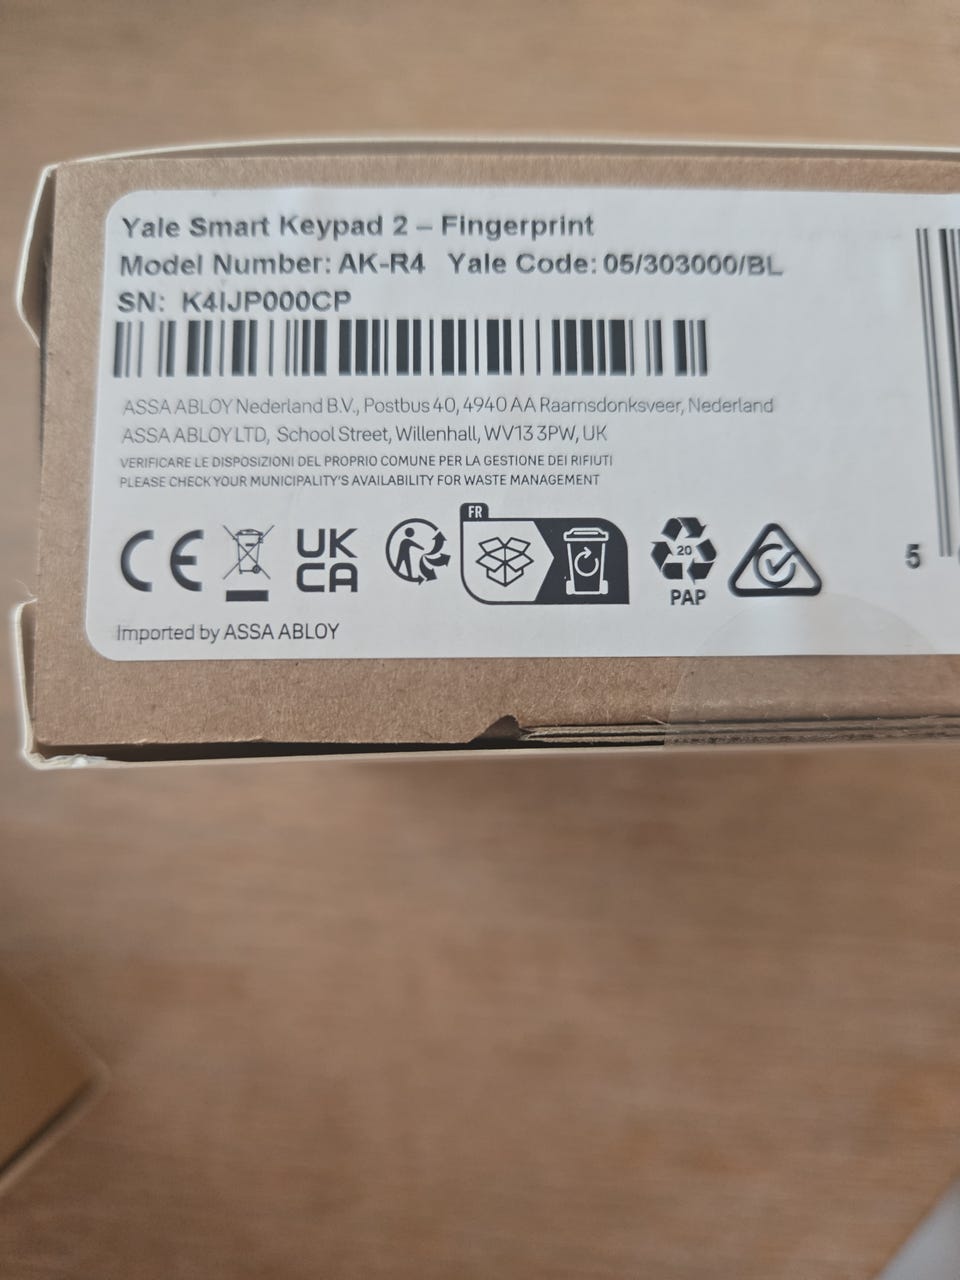 Yale Smart Keypad 2 – Fingerprint
Model Number: AK-R4 Yale Code: 05/303000/BL
SN: K4IJP000CP
ASSA ABLOY Nederland B.V., Postbus 40, 4940 AA Raamsdonksveer, Nederland
ASSA ABLOY LTD, School Street, Willenhall, WV13 3PW, UK
VERIFICARE LE DISPOSIZIONI DEL PROPRIO COMUNE PER LA GESTIONE DEI RIFIUTI
PLEASE CHECK YOUR MUNICIPALITY'S AVAILABILITY FOR WASTE MANAGEMENT
CE
UK
CA
FR
20
PAP
5
Imported by ASSA ABLOY